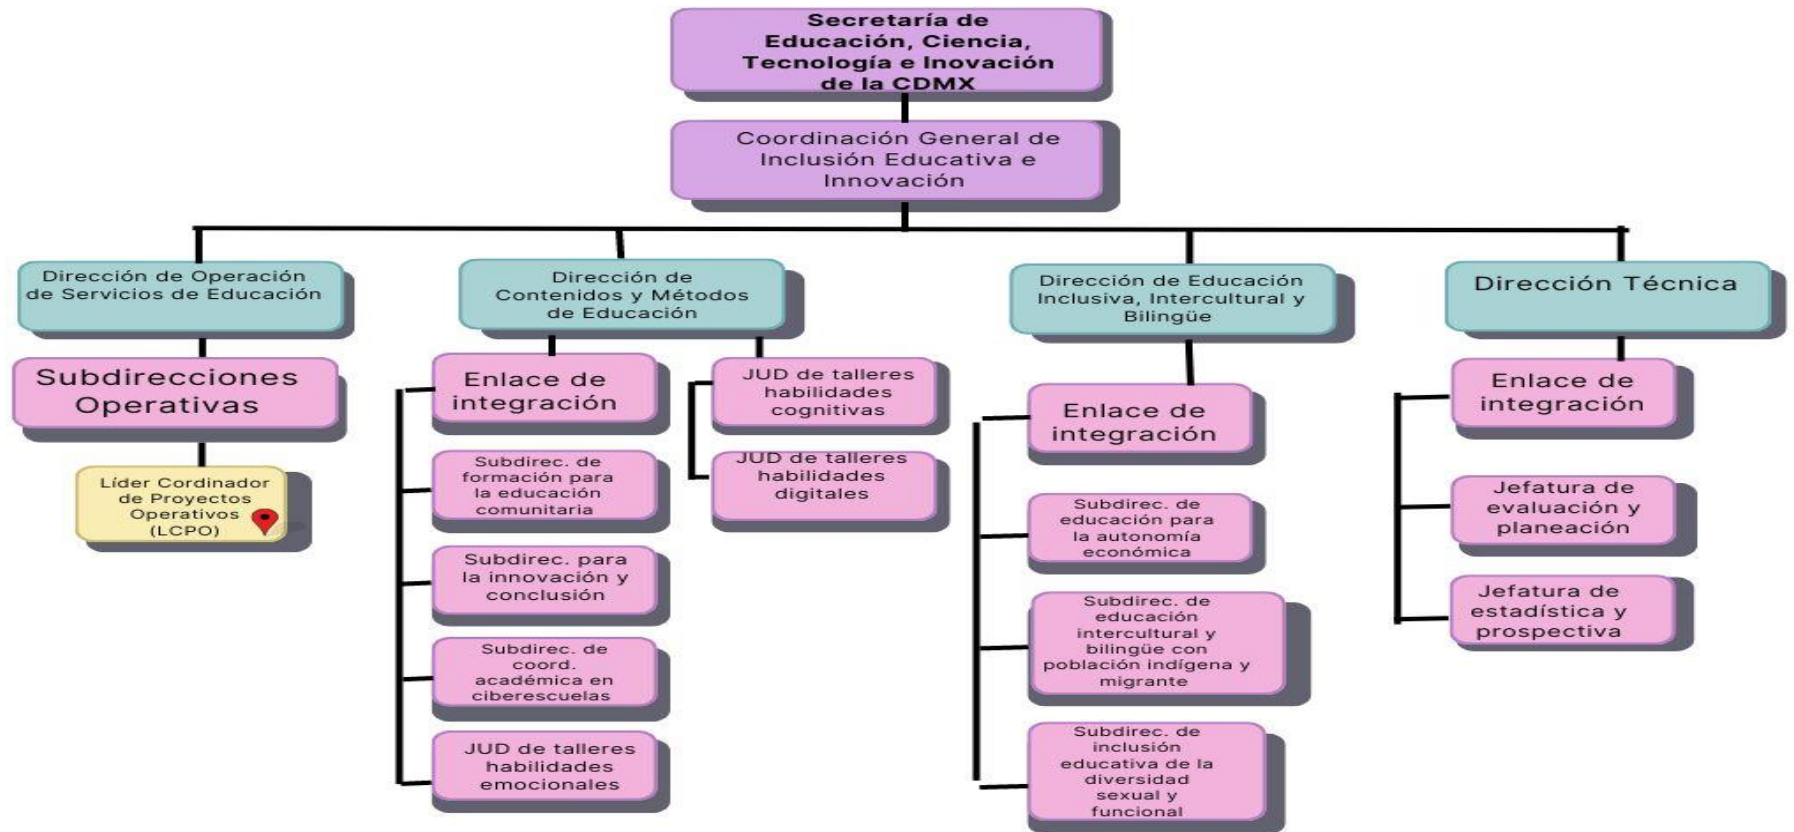 Secretaría de
Educación, Ciencia,
Tecnología e Inovación
de la CDMX
Coordinación General de
Inclusión Educativa e
Innovación
Dirección de Operación
de Servicios de Educación
Subdirecciones
Operativas
Líder Cordinador
de Proyectos
Operativos
(LCPO)
Dirección de
Contenidos y Métodos
de Educación
Enlace de
integración
Subdirec. de
formación para
la educación
comunitaria
Subdirec. para
la innovación y
conclusión
Subdirec. de
coord.
académica en
ciberescuelas
JUD de talleres
habilidades
emocionales
JUD de talleres
habilidades
cognitivas
JUD de talleres
habilidades
digitales
Dirección de Educación
Inclusiva, Intercultural y
Bilingüe
Enlace de
integración
Subdirec. de
educación para
la autonomía
económica
Subdirec. de
educación
intercultural y
bilingüe con
población indígena y
migrante
Subdirec. de
inclusión
educativa de la
diversidad
sexual y
funcional
Dirección Técnica
Enlace de
integración
Jefatura de
evaluación y
planeación
Jefatura de
estadística y
prospectiva